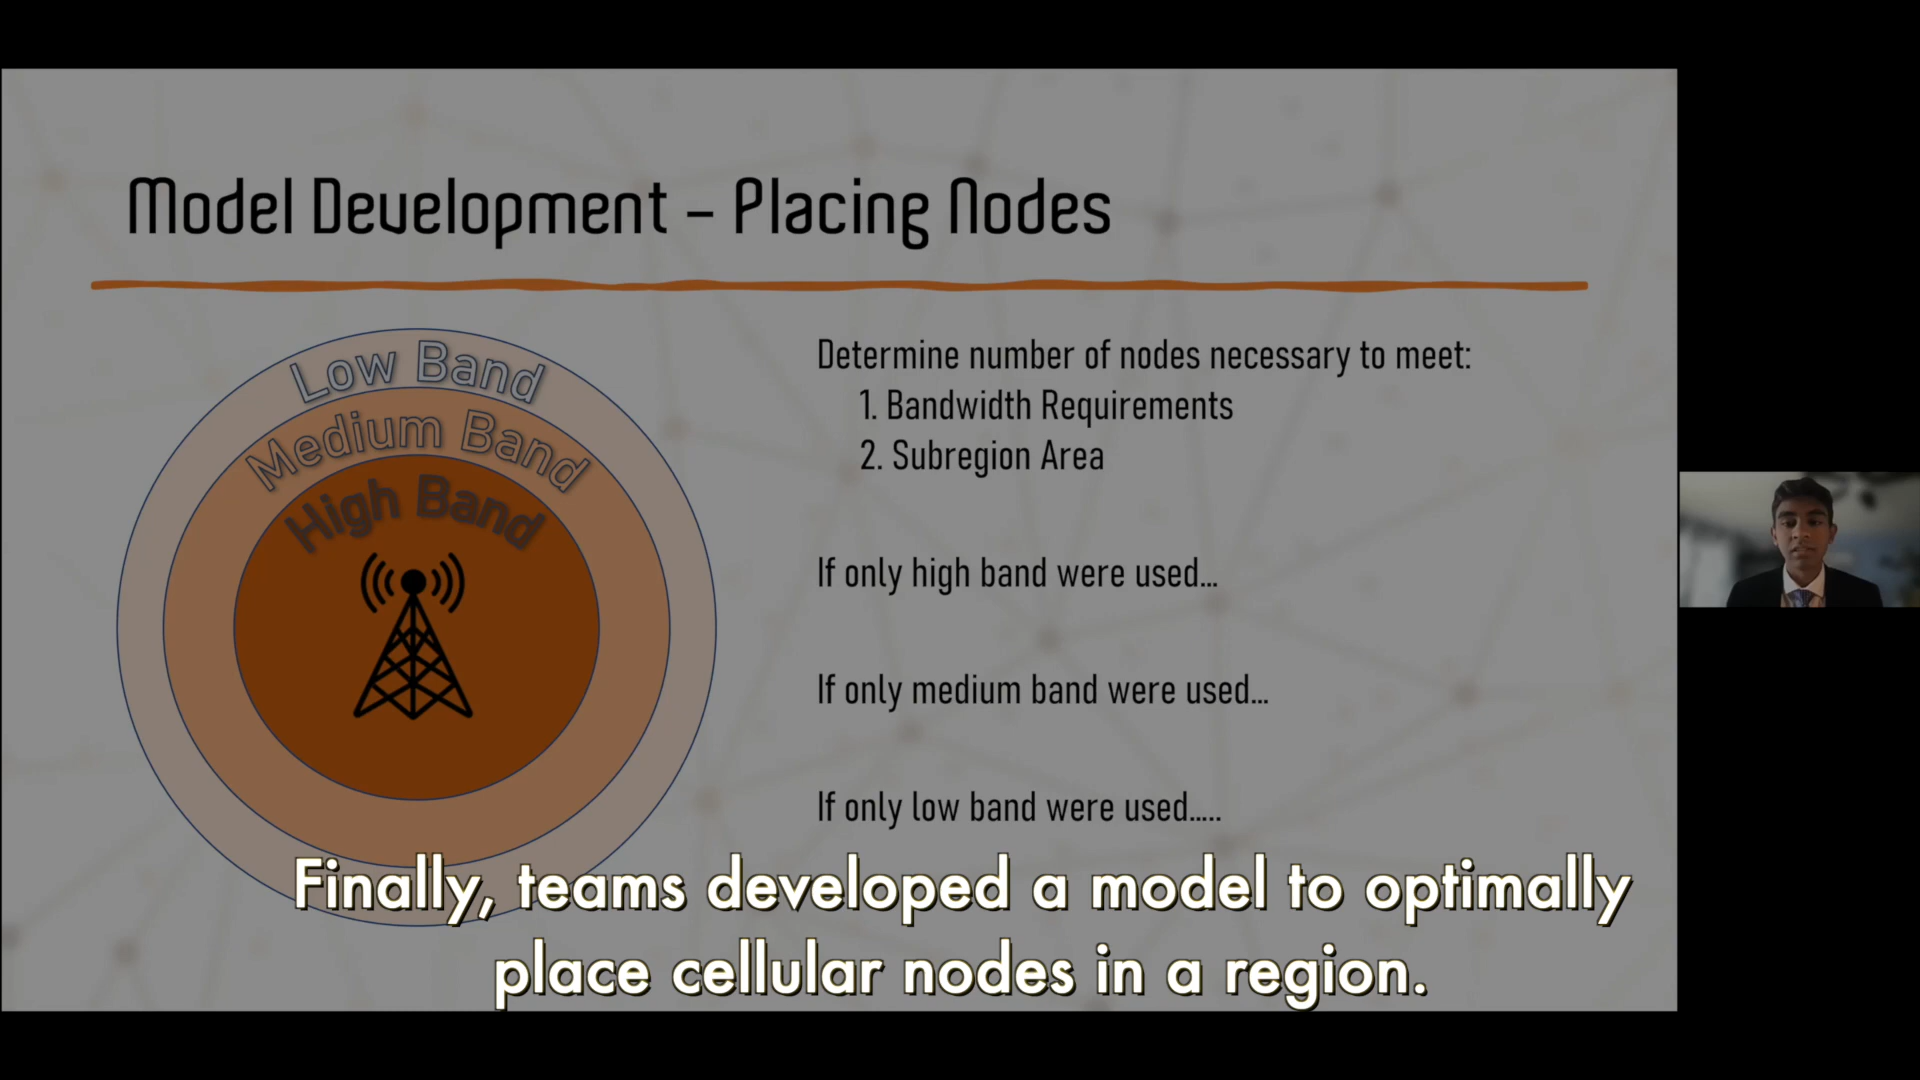 Model Development – Placing Nodes
Low Band
Medium Band
High Band
Determine number of nodes necessary to meet:
1. Bandwidth Requirements
2. Subregion Area
If only high band were used...
If only medium band were used...
If only low band were used.....
Finally, teams developed a model to optimally
place cellular nodes in a region.